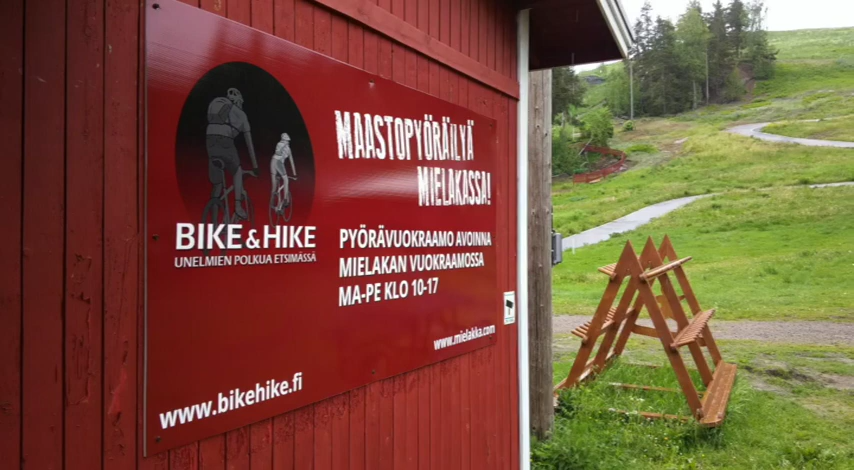 MAASTOPYÖRÄILYÄ
MIELAKASSA!
BIKE & HIKE
UNELMIEN POLKUA ETSIMÄSSÄ
PYÖRÄVUOKRAAMO AVOINNA
MIELAKAN VUOKRAAMOSSA
MA-PE KLO 10-17
www.mielakka.com
www.bikehike.fi